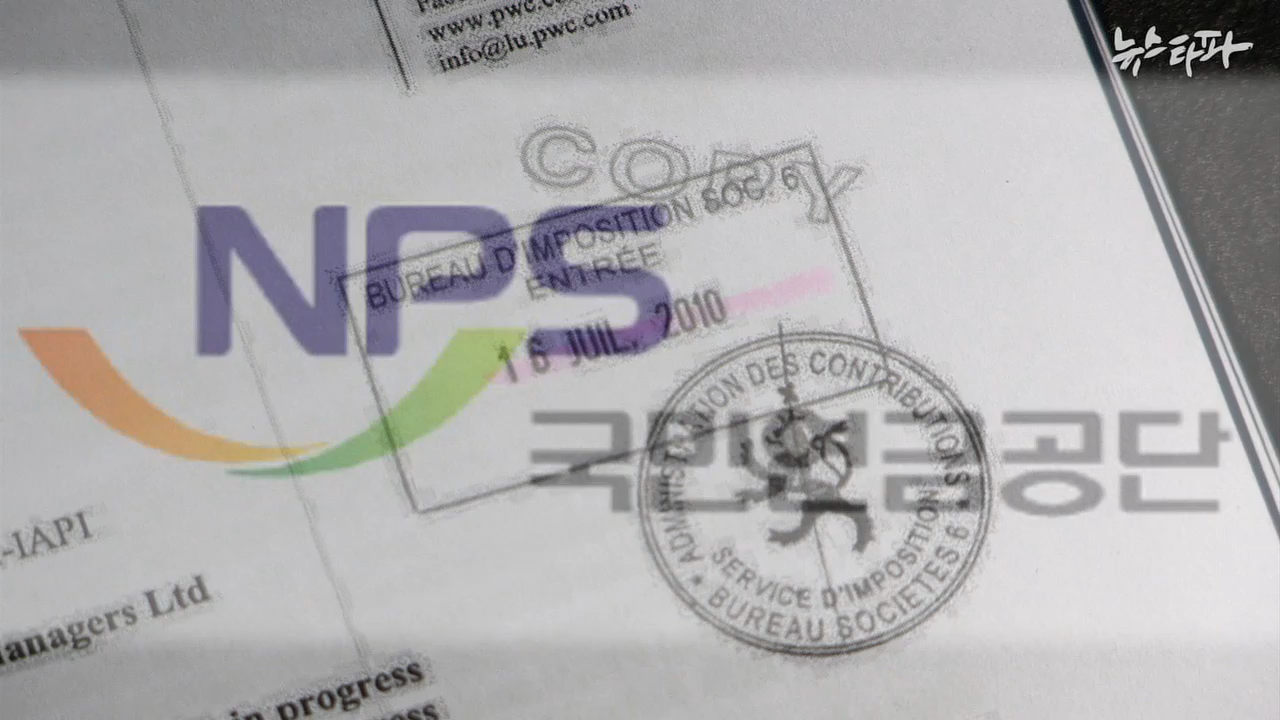 www.pwc.co
info@lu.pwc.com
뉴스타파
COPY
BUREAU D'IMPOSITION SOC. 6
ENTRÉE
16 JUIL. 2010
NPS
국민연금공단
ADMINISTRATION DES CONTRIBUTIONS
SERVICE D'IMPOSITION
* BUREAU SOCIETES 6 *
-IAPI
Ltd
in progress